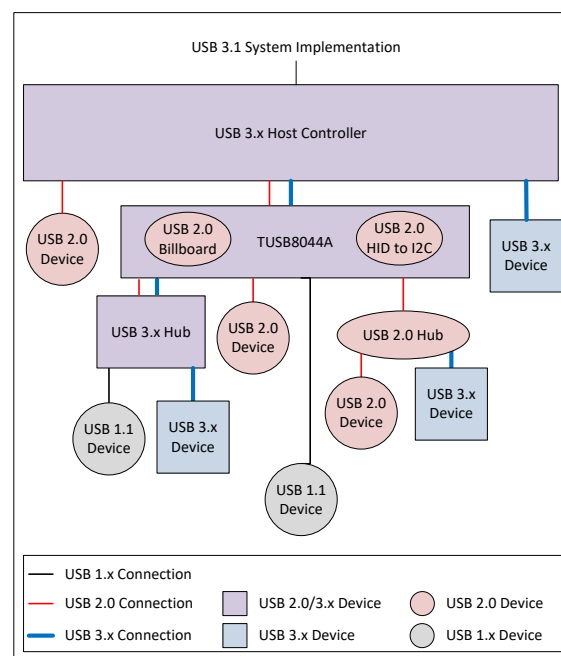 USB 3.1 System Implementation
USB 3.x Host Controller
USB 2.0
Device
USB 2.0
Billboard
TUSB8044A
USB 2.0
HID to I2C
USB 3.x
Device
USB 3.x Hub
USB 2.0
Device
USB 2.0 Hub
USB 1.1
Device
USB 3.x
Device
USB 2.0
Device
USB 3.x
Device
USB 1.1
Device
USB 1.x Connection
USB 2.0 Connection
USB 2.0/3.x Device
USB 2.0 Device
USB 3.x Connection
USB 3.x Device
USB 1.x Device